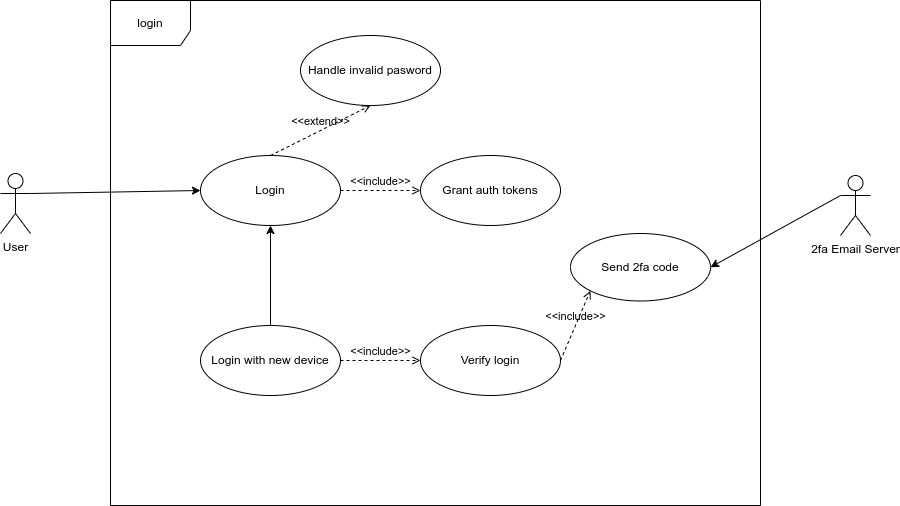 login
Handle invalid pasword
<<extend>>
Login
<<include>>
Grant auth tokens
User
2fa Email Server
Send 2fa code
<<include>>
Login with new device
<<include>>
Verify login